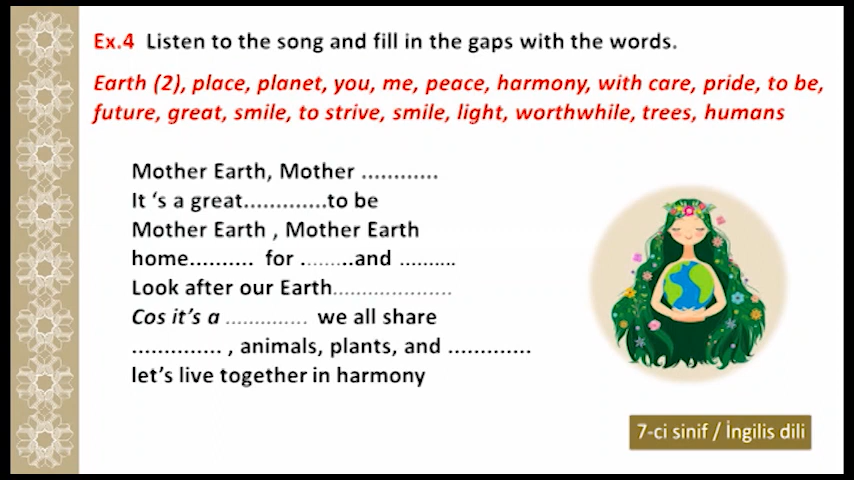 Ex.4 Listen to the song and fill in the gaps with the words.
Earth (2), place, planet, you, me, peace, harmony, with care, pride, to be,
future, great, smile, to strive, smile, light, worthwhile, trees, humans
Mother Earth, Mother ............
It ‘s a great.............to be
Mother Earth , Mother Earth
home.......... for .........and ..........
Look after our Earth....................
Cos it’s a .............. we all share
.............. , animals, plants, and .............
let’s live together in harmony
7-ci sinif / İngilis dili